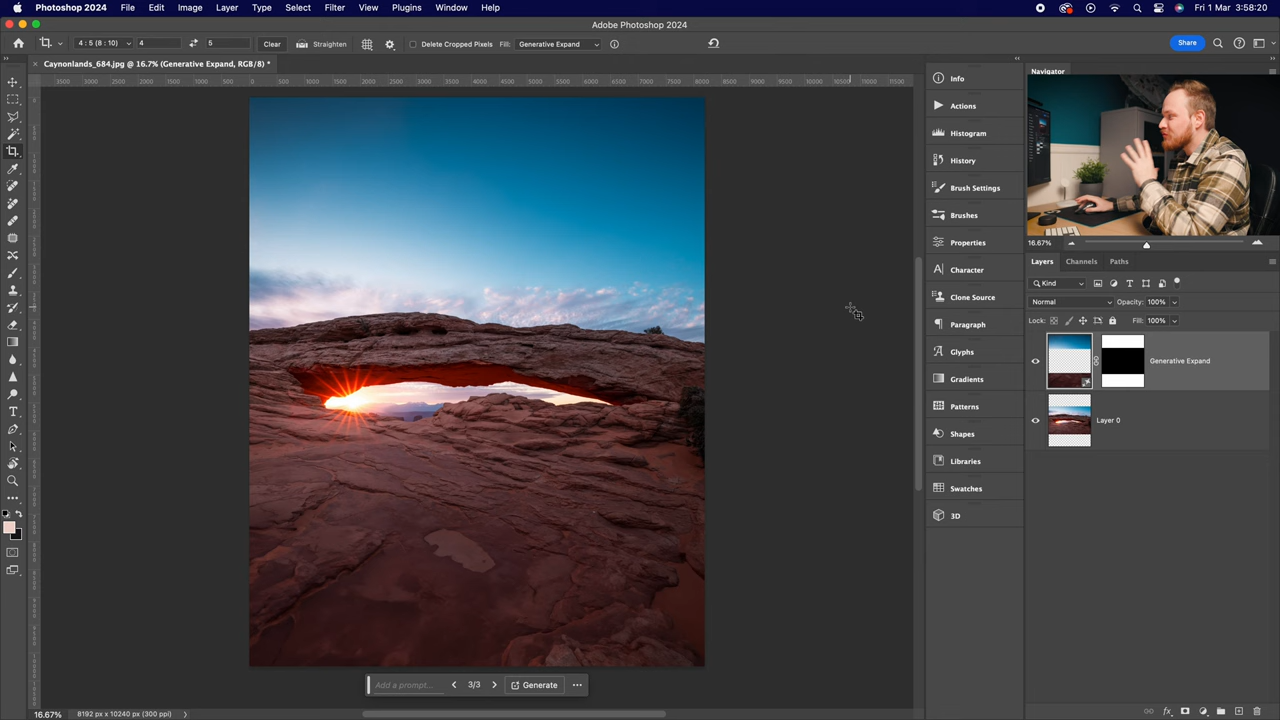 Photoshop 2024 File Edit Image Layer Type Select Filter View Plugins Window Help Fri 1 Mar 3:58:20
Adobe Photoshop 2024
4 : 5 (8 : 10) 4 5 Clear Straighten Delete Cropped Pixels Fill: Generative Expand Share
Caynonlands_684.jpg @ 16.7% (Generative Expand, RGB/8) *
Info
Actions
Histogram
History
Brush Settings
Brushes
Properties
Character
Clone Source
Paragraph
Glyphs
Gradients
Patterns
Shapes
Libraries
Swatches
3D
Navigator
16.67%
Layers Channels Paths
Kind
Normal Opacity: 100%
Lock: Fill: 100%
Generative Expand
Layer 0
Add a prompt... 3/3 Generate
16.67% 8192 px x 10240 px (300 ppi)